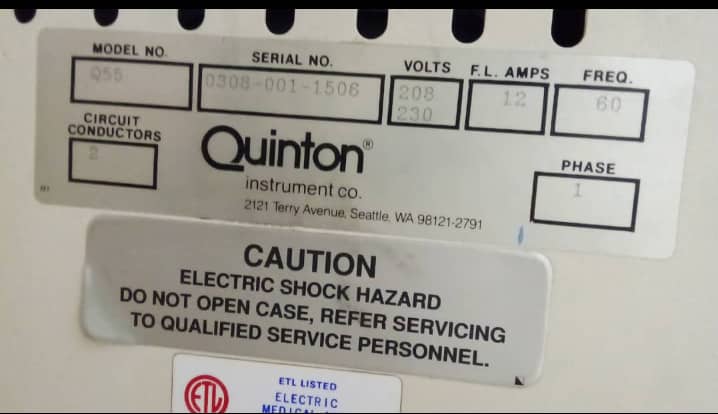 MODEL NO.
Q55
SERIAL NO.
0308-001-1506
VOLTS
208
230
F.L. AMPS
12
FREQ.
60
CIRCUIT
CONDUCTORS
2
Quinton®
instrument co.
2121 Terry Avenue, Seattle, WA 98121-2791
PHASE
1
CAUTION
ELECTRIC SHOCK HAZARD
DO NOT OPEN CASE, REFER SERVICING
TO QUALIFIED SERVICE PERSONNEL.
ETL
ETL LISTED
ELECTRIC
MEDICAL